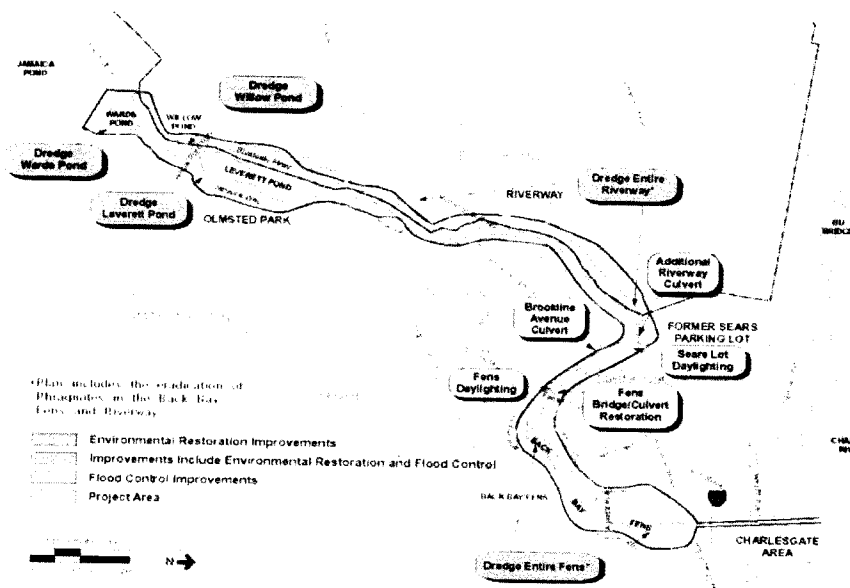 JAMAICA
POND
Dredge
Willow Pond
WARDS
POND
WILLOW
POND
Dredge
Wards Pond
LEVERETT POND
Dredge
Leverett Pond
OLMSTED PARK
RIVERWAY
Dredge Entire
Riverway*
BU
BRIDGE
Additional
Riverway
Culvert
Brookline
Avenue
Culvert
FORMER SEARS
PARKING LOT
Sears Lot
Daylighting
Fens
Daylighting
Fens
Bridge/Culvert
Restoration
*Plan includes the eradication of
Phragmites in the Back Bay
Fens and Riverway
Environmental Restoration Improvements
Improvements Include Environmental Restoration and Flood Control
Flood Control Improvements
Project Area
BACK
BAY
FENS
BACK BAY FENS
CHARLESGATE
AREA
N
Dredge Entire Fens*